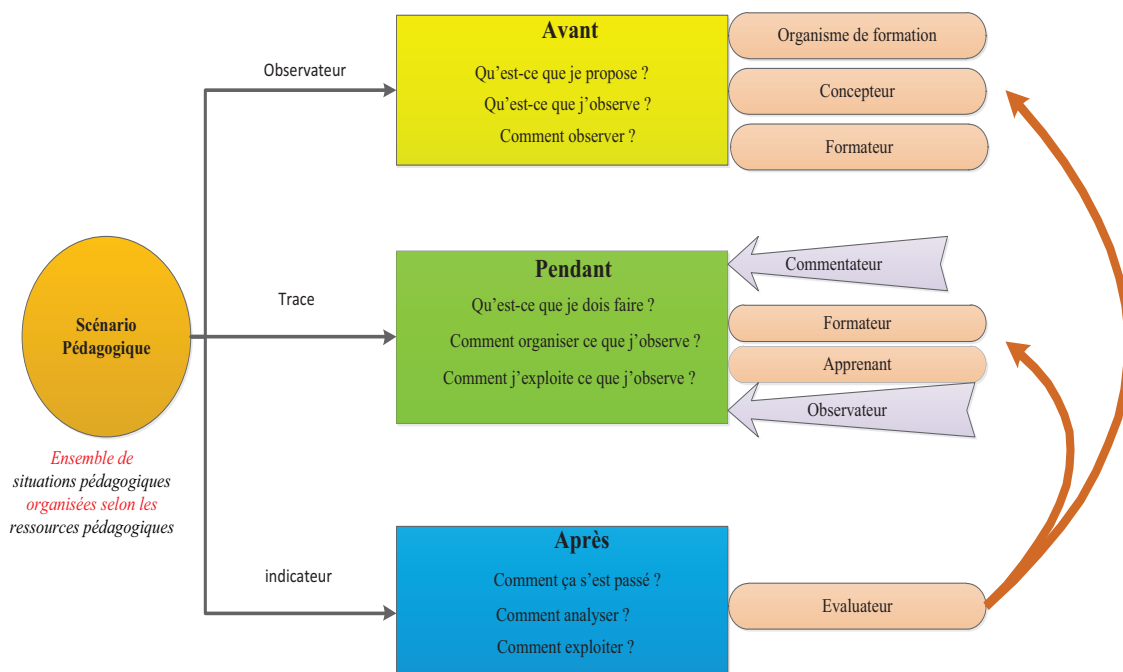 Observateur
Avant
Qu’est-ce que je propose ?
Qu’est-ce que j’observe ?
Comment observer ?
Organisme de formation
Concepteur
Formateur
Scénario
Pédagogique
Ensemble de
situations pédagogiques
organisées selon les
ressources pédagogiques
Trace
Pendant
Qu’est-ce que je dois faire ?
Comment organiser ce que j’observe ?
Comment j’exploite ce que j’observe ?
Commentateur
Formateur
Apprenant
Observateur
indicateur
Après
Comment ça s’est passé ?
Comment analyser ?
Comment exploiter ?
Evaluateur